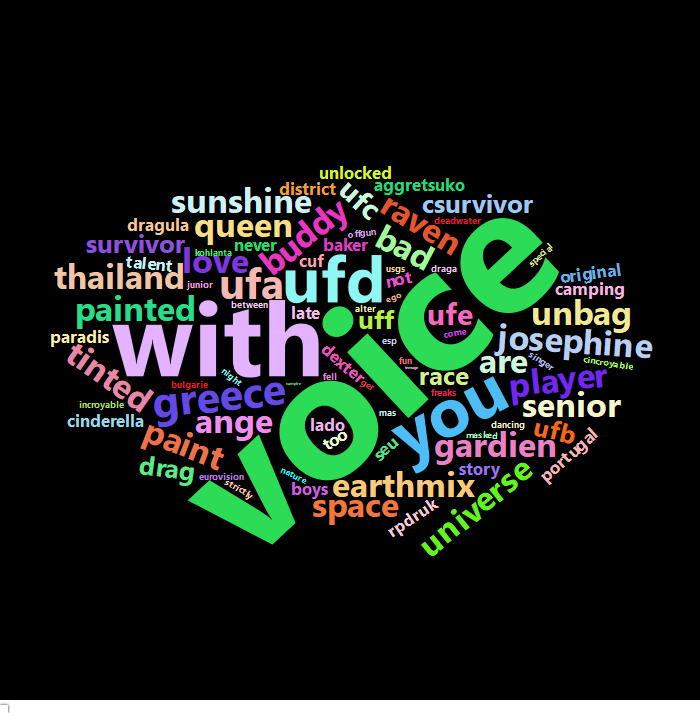 unlocked
district
aggretsuko
sunshine
ufc
csurvivor
dragula
queen
buddy
raven
deadwater
survivor
kohlanta
never
baker
offgun
bad
special
thailand
talent
love
junior
ufa
cuf
ufd
usgs
not
draga
original
camping
painted
between
with
late
alter
ego
uff
ufe
come
unbag
voice
paradis
tinted
bulgarie
night
vampire
fell
dexter
ger
esp
fun
teenage
race
freaks
are
singer
josephine
cincroyable
player
incroyable
cinderella
greece
ange
lado
too
mas
you
senior
paint
drag
eurovision
strictly
nature
boys
seu
earthmix
masked
dancing
gardien
story
ufb
portugal
space
rpdruk
universe